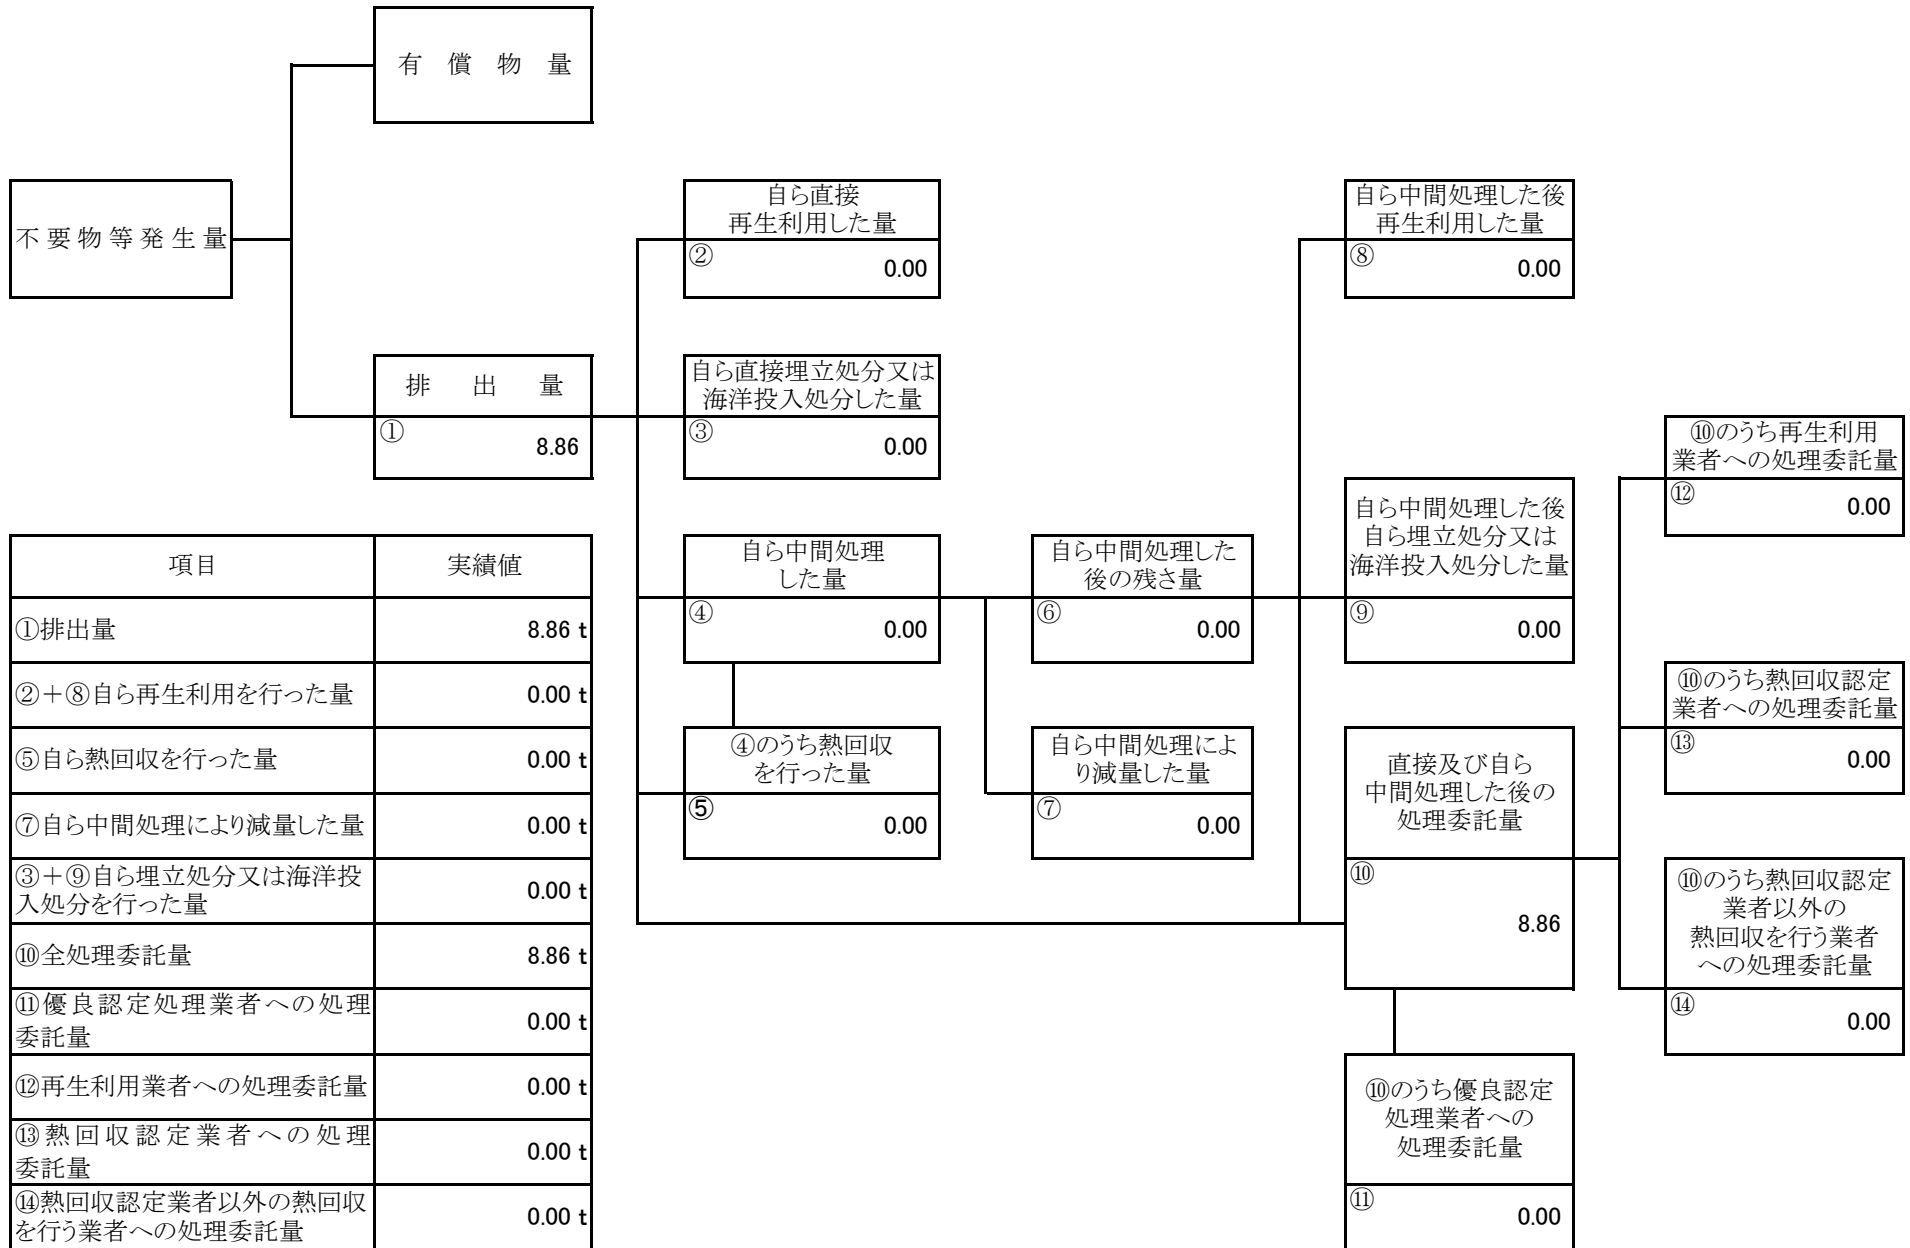 有償物量
不要物等発生量
排出量
①
8.86
自ら直接
再生利用した量
②
0.00
自ら直接埋立処分又は
海洋投入処分した量
③
0.00
自ら中間処理
した量
④
0.00
④のうち熱回収
を行った量
⑤
0.00
自ら中間処理した
後の残さ量
⑥
0.00
自ら中間処理によ
り減量した量
⑦
0.00
自ら中間処理した後
再生利用した量
⑧
0.00
自ら中間処理した後
自ら埋立処分又は
海洋投入処分した量
⑨
0.00
直接及び自ら
中間処理した後の
処理委託量
⑩
8.86
⑩のうち優良認定
処理業者への
処理委託量
⑪
0.00
⑩のうち再生利用
業者への処理委託量
⑫
0.00
⑩のうち熱回収認定
業者への処理委託量
⑬
0.00
⑩のうち熱回収認定
業者以外の
熱回収を行う業者
への処理委託量
⑭
0.00
項目 実績値
①排出量 8.86 t
②+⑧自ら再生利用を行った量 0.00 t
⑤自ら熱回収を行った量 0.00 t
⑦自ら中間処理により減量した量 0.00 t
③+⑨自ら埋立処分又は海洋投
入処分を行った量 0.00 t
⑩全処理委託量 8.86 t
⑪優良認定処理業者への処理
委託量 0.00 t
⑫再生利用業者への処理委託量 0.00 t
⑬熱回収認定業者への処理
委託量 0.00 t
⑭熱回収認定業者以外の熱回収
を行う業者への処理委託量 0.00 t